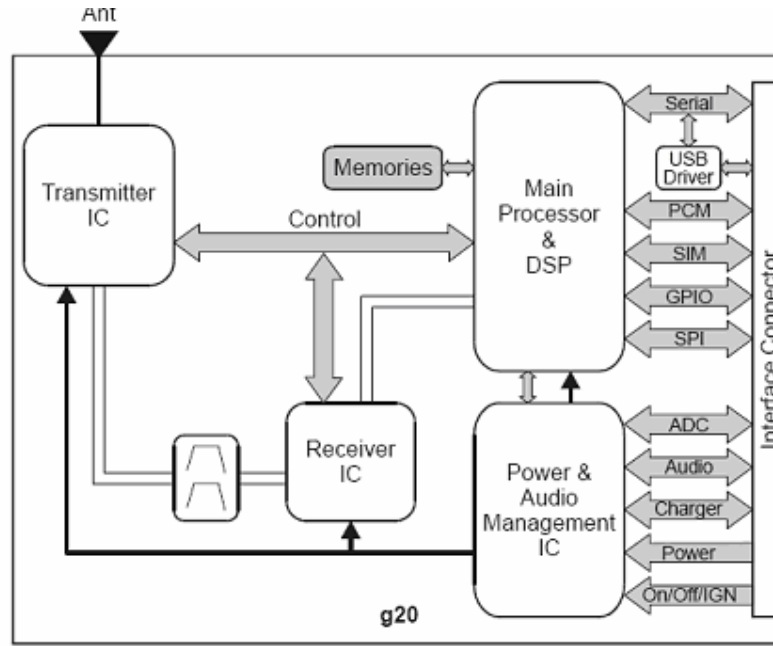 Ant
Transmitter
IC
Memories
Control
Main
Processor
&
DSP
Serial
USB
Driver
PCM
SIM
GPIO
SPI
Interface Connector
Receiver
IC
Power &
Audio
Management
IC
ADC
Audio
Charger
Power
On/Off/IGN
g20